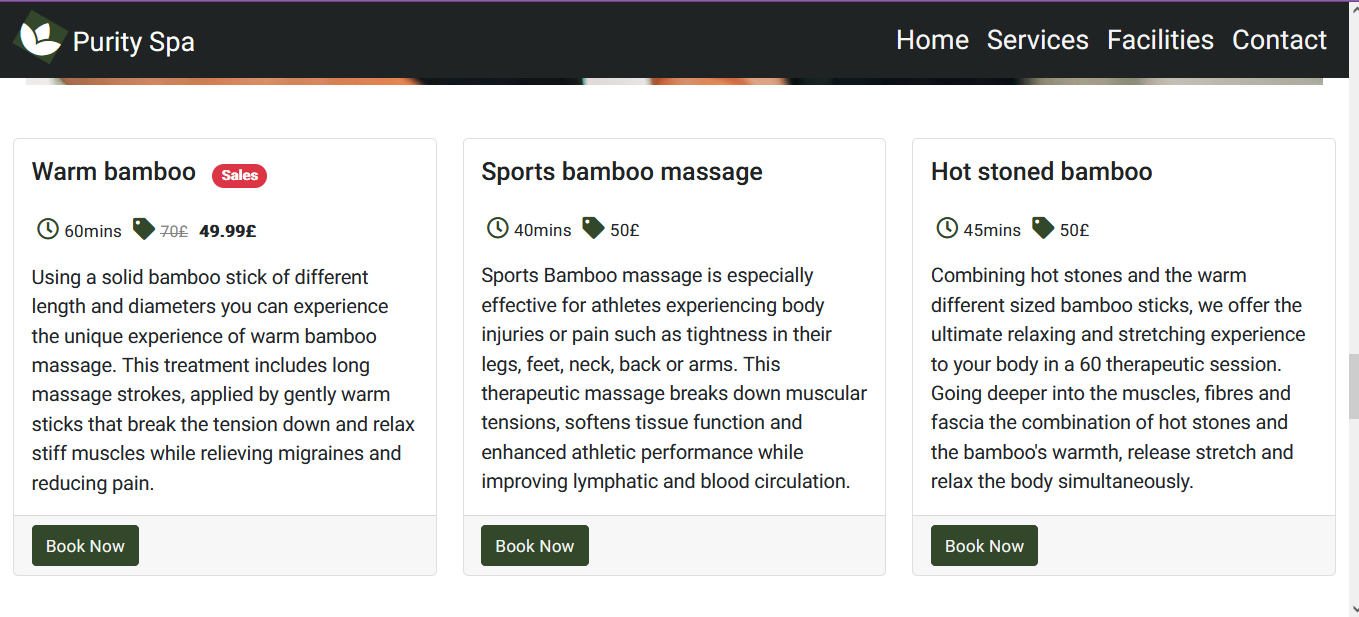 Purity Spa
Home Services Facilities Contact
Warm bamboo Sales
60mins 70£ 49.99£
Using a solid bamboo stick of different
length and diameters you can experience
the unique experience of warm bamboo
massage. This treatment includes long
massage strokes, applied by gently warm
sticks that break the tension down and relax
stiff muscles while relieving migraines and
reducing pain.
Book Now
Sports bamboo massage
40mins 50£
Sports Bamboo massage is especially
effective for athletes experiencing body
injuries or pain such as tightness in their
legs, feet, neck, back or arms. This
therapeutic massage breaks down muscular
tensions, softens tissue function and
enhanced athletic performance while
improving lymphatic and blood circulation.
Book Now
Hot stoned bamboo
45mins 50£
Combining hot stones and the warm
different sized bamboo sticks, we offer the
ultimate relaxing and stretching experience
to your body in a 60 therapeutic session.
Going deeper into the muscles, fibres and
fascia the combination of hot stones and
the bamboo's warmth, release stretch and
relax the body simultaneously.
Book Now